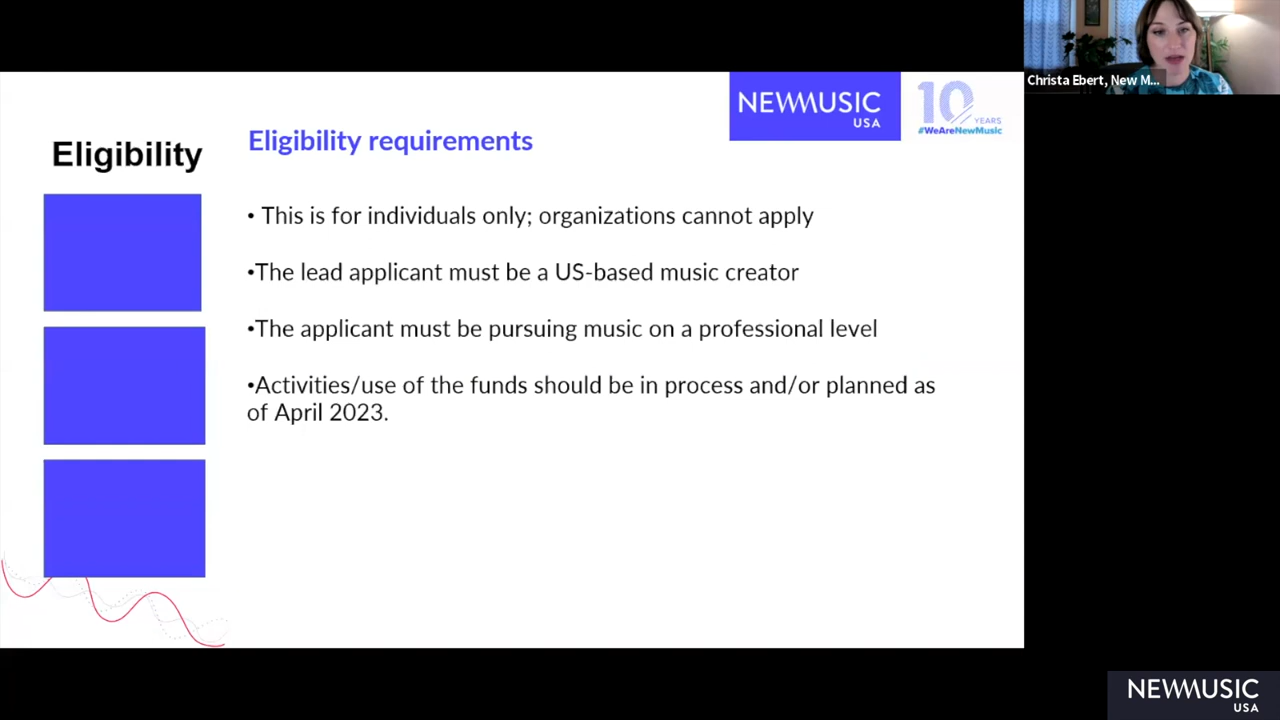 Christa Ebert, New M...
NEWMUSIC
USA
10
YEARS
#WeAreNewMusic
Eligibility
Eligibility requirements
• This is for individuals only; organizations cannot apply
•The lead applicant must be a US-based music creator
•The applicant must be pursuing music on a professional level
•Activities/use of the funds should be in process and/or planned as
of April 2023.
NEWMUSIC
USA